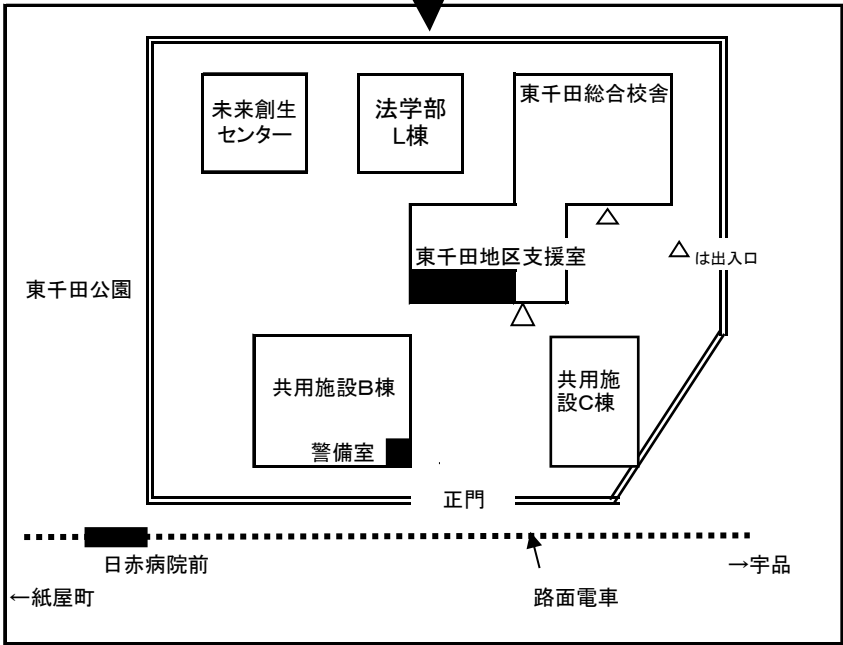 未来創生
センター
法学部
L棟
東千田総合校舎
東千田地区支援室
△は出入口
東千田公園
共用施設B棟
共用施
設C棟
警備室
正門
日赤病院前
→宇品
←紙屋町
路面電車